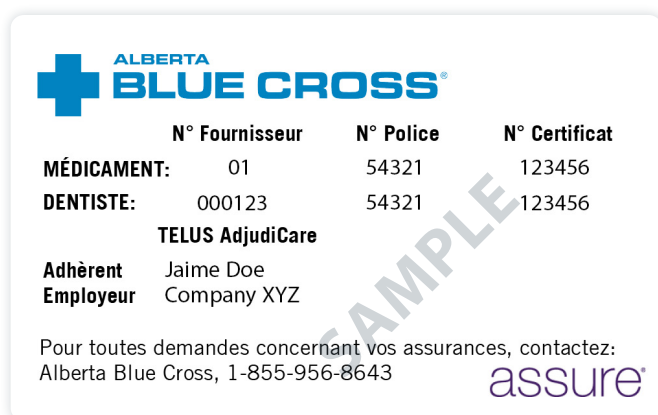 ALBERTA
BLUE CROSS®
N° Fournisseur N° Police N° Certificat
MÉDICAMENT: 01 54321 123456
DENTISTE: 000123 54321 123456
TELUS AdjudiCare
Adhèrent Jaime Doe
Employeur Company XYZ
SAMPLE
Pour toutes demandes concernant vos assurances, contactez:
Alberta Blue Cross, 1-855-956-8643
assure